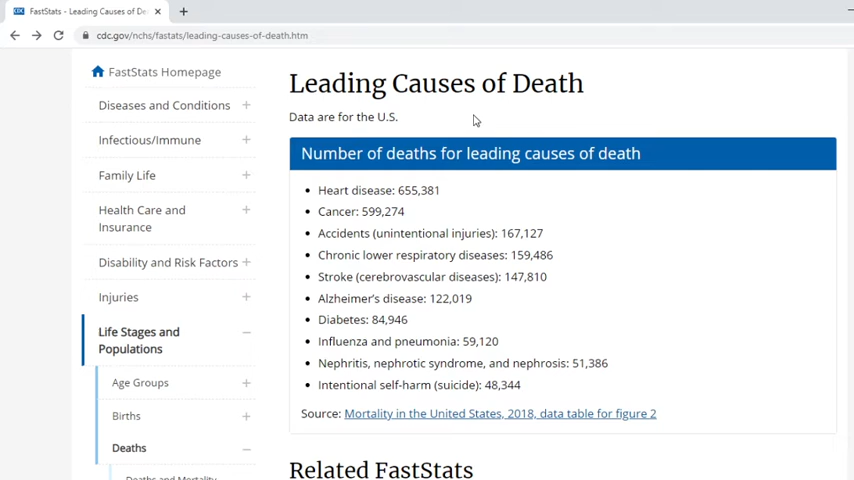 CDC FastStats - Leading Causes of De
cdc.gov/nchs/fastats/leading-causes-of-death.htm
FastStats Homepage
Diseases and Conditions
Infectious/Immune
Family Life
Health Care and
Insurance
Disability and Risk Factors
Injuries
Life Stages and
Populations
Age Groups
Births
Deaths
Deaths and Mortality
Leading Causes of Death
Data are for the U.S.
Number of deaths for leading causes of death
Heart disease: 655,381
Cancer: 599,274
Accidents (unintentional injuries): 167,127
Chronic lower respiratory diseases: 159,486
Stroke (cerebrovascular diseases): 147,810
Alzheimer's disease: 122,019
Diabetes: 84,946
Influenza and pneumonia: 59,120
Nephritis, nephrotic syndrome, and nephrosis: 51,386
Intentional self-harm (suicide): 48,344
Source: Mortality in the United States, 2018, data table for figure 2
Related FastStats